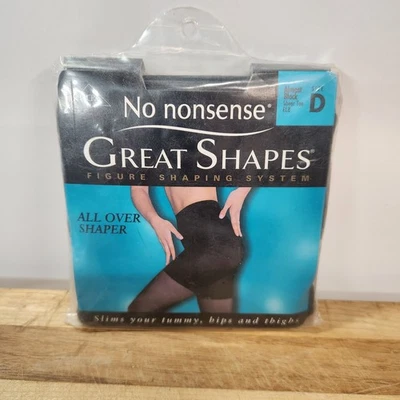 No nonsense®
GREAT SHAPES®
FIGURE SHAPING SYSTEM
ALL OVER
SHAPER
D
Slims your tummy, hips and thighs